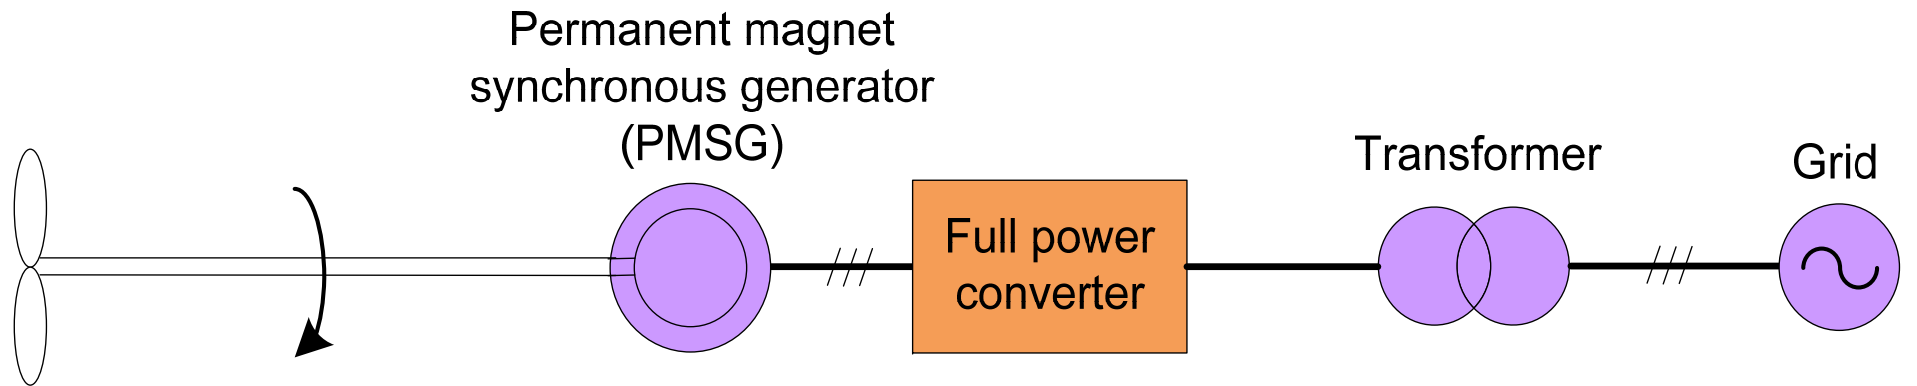 Permanent magnet
synchronous generator
(PMSG)
Full power
converter
Transformer
Grid